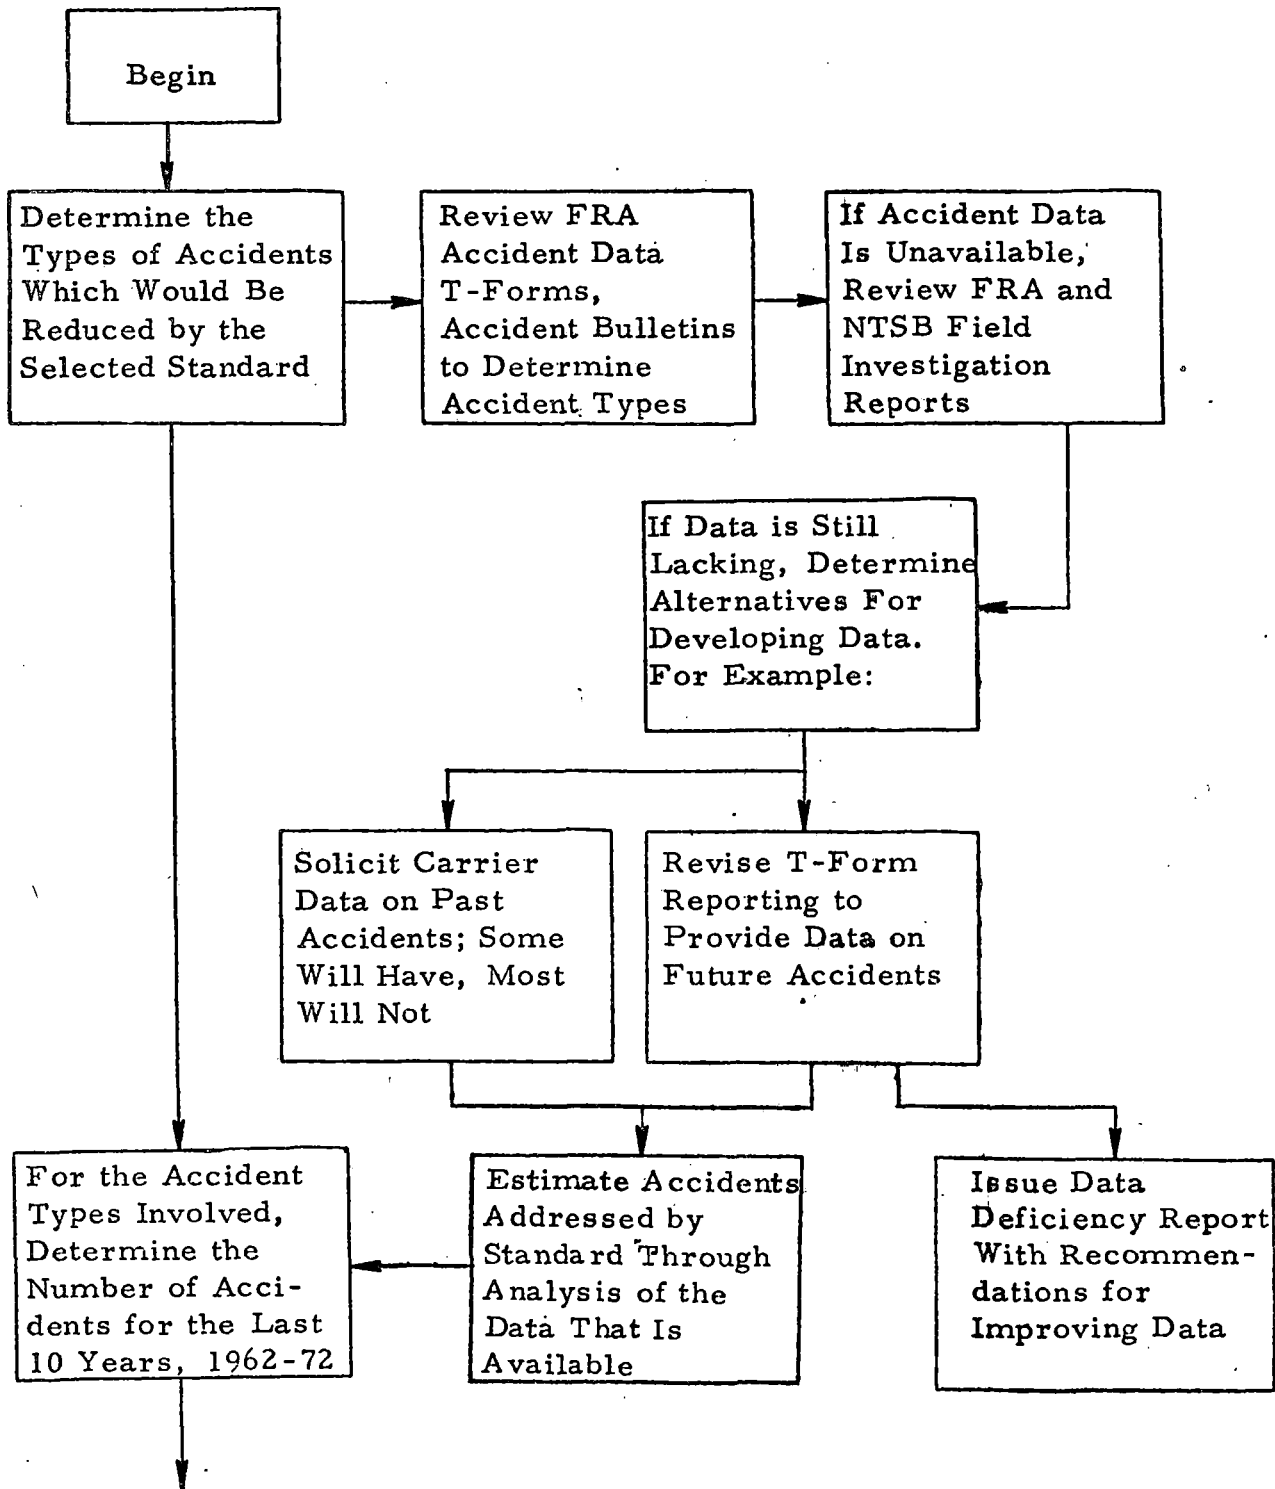 Begin
Determine the
Types of Accidents
Which Would Be
Reduced by the
Selected Standard
Review FRA
Accident Data
T-Forms,
Accident Bulletins
to Determine
Accident Types
If Accident Data
Is Unavailable,
Review FRA and
NTSB Field
Investigation
Reports
If Data is Still
Lacking, Determine
Alternatives For
Developing Data.
For Example:
Solicit Carrier
Data on Past
Accidents; Some
Will Have, Most
Will Not
Revise T-Form
Reporting to
Provide Data on
Future Accidents
For the Accident
Types Involved,
Determine the
Number of Acci-
dents for the Last
10 Years, 1962-72
Estimate Accidents
Addressed by
Standard Through
Analysis of the
Data That Is
Available
Issue Data
Deficiency Report
With Recommen-
dations for
Improving Data